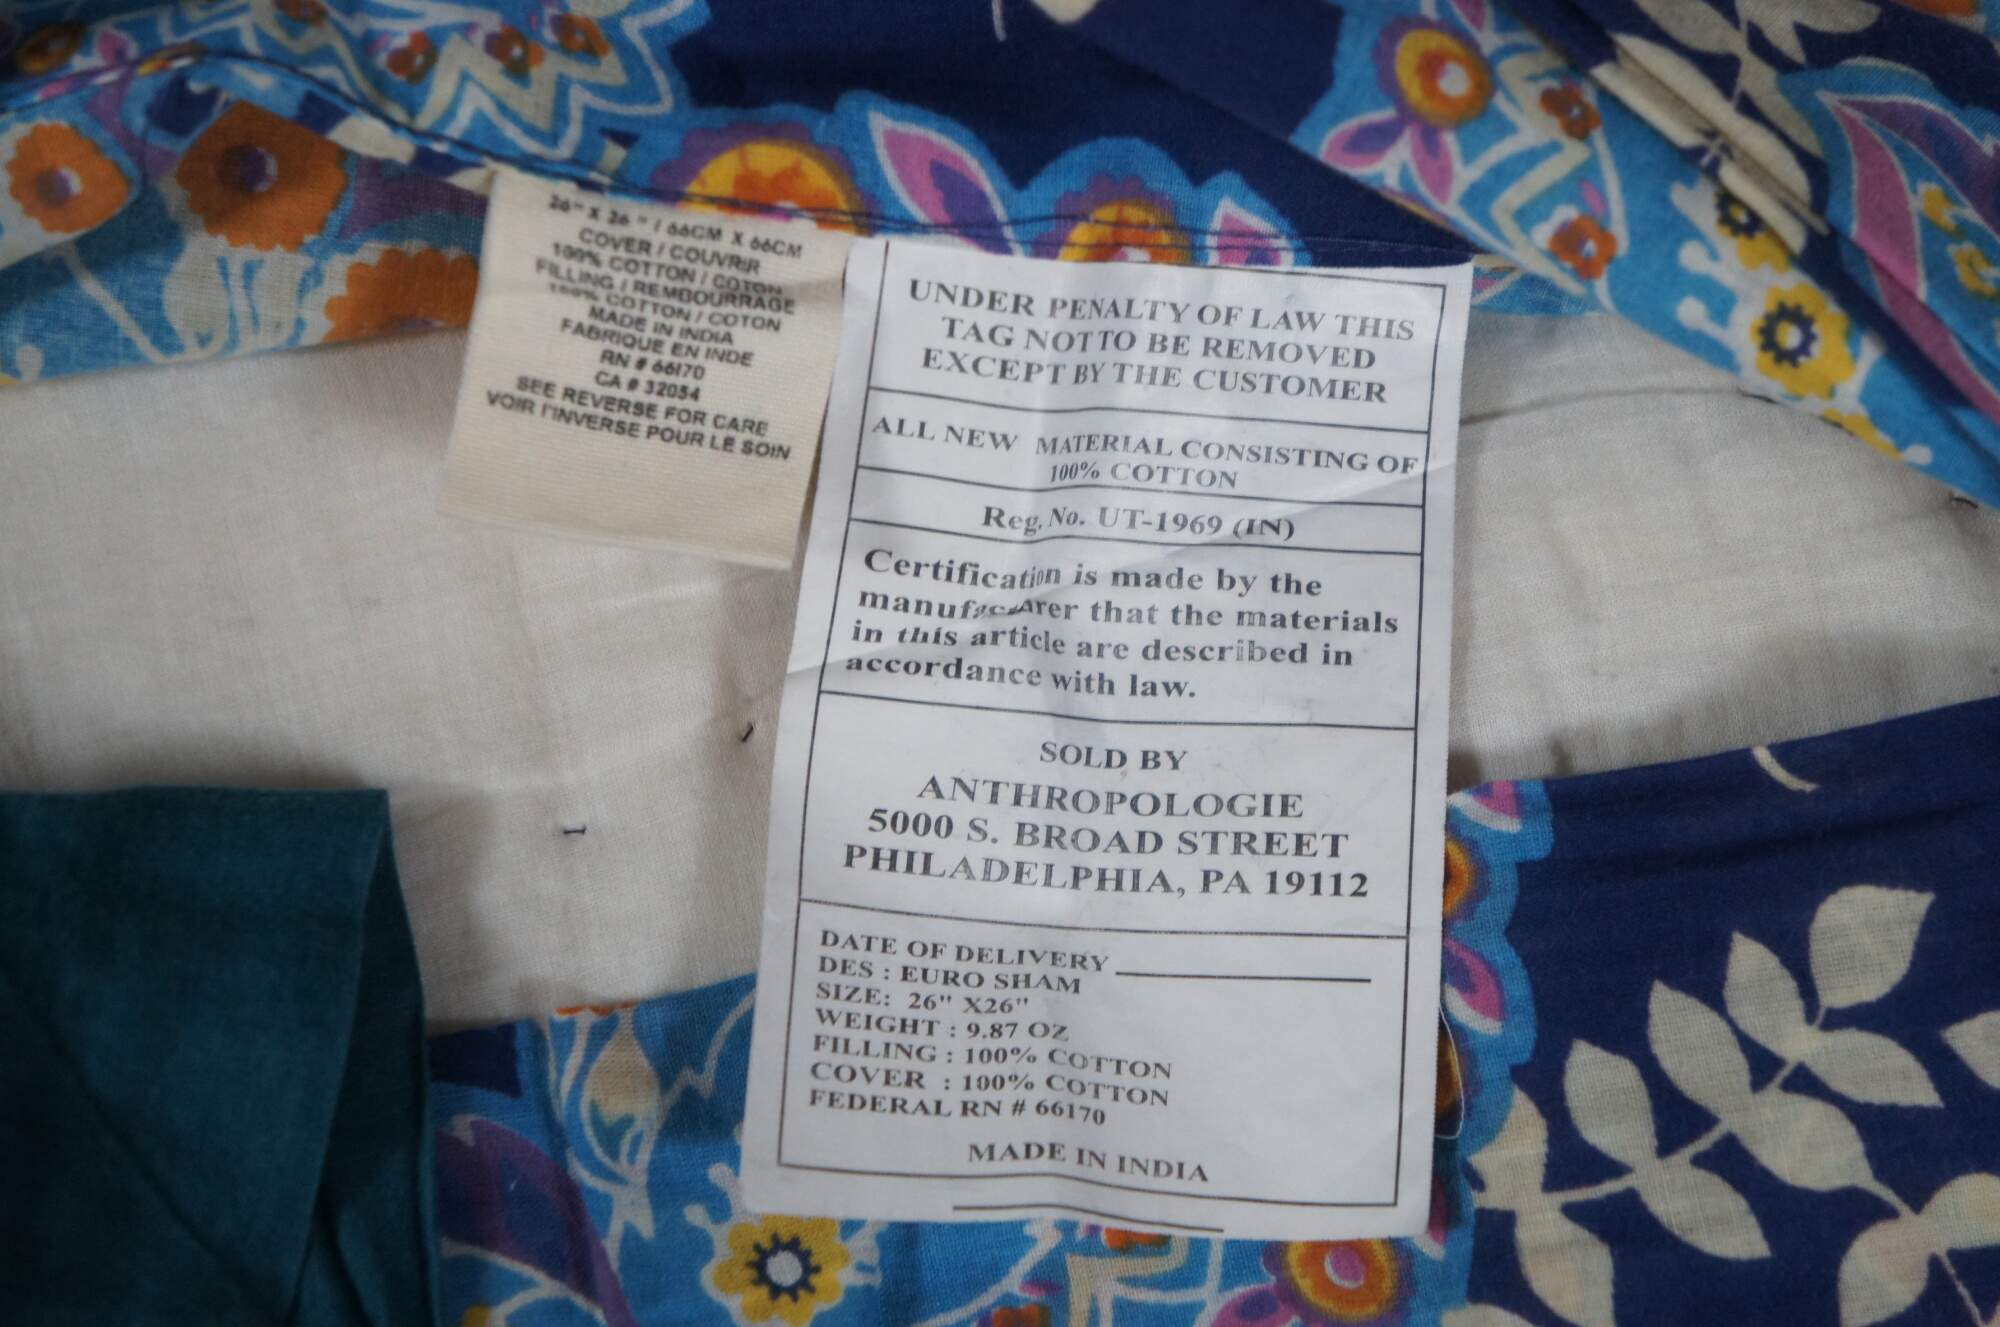 26" X 26 " / 66CM X 66CM
COVER / COUVRIR
100% COTTON / COTON
FILLING / REMBOURRAGE
100% COTTON / COTON
MADE IN INDIA
FABRIQUE EN INDE
RN # 66170
CA # 32054
SEE REVERSE FOR CARE
VOIR l'INVERSE POUR LE SOIN
UNDER PENALTY OF LAW THIS
TAG NOT TO BE REMOVED
EXCEPT BY THE CUSTOMER
ALL NEW MATERIAL CONSISTING OF
100% COTTON
Reg. No. UT-1969 (IN)
Certification is made by the
manufacturer that the materials
in this article are described in
accordance with law.
SOLD BY
ANTHROPOLOGIE
5000 S. BROAD STREET
PHILADELPHIA, PA 19112
DATE OF DELIVERY
DES : EURO SHAM
SIZE: 26" X26"
WEIGHT : 9.87 OZ
FILLING : 100% COTTON
COVER : 100% COTTON
FEDERAL RN # 66170
MADE IN INDIA